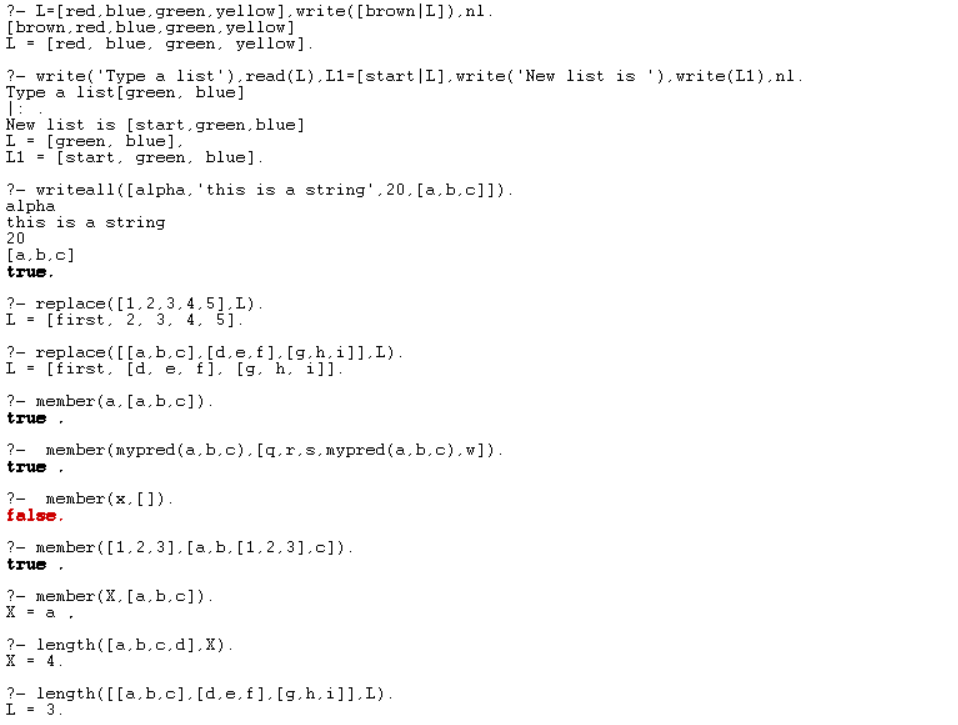 ?- L=[red,blue,green,yellow],write([brown|L]),nl.
[brown,red,blue,green,yellow]
L = [red, blue, green, yellow].
?- write('Type a list'),read(L),L1=[start|L],write('New list is '),write(L1),nl.
Type a list[green, blue]
|: .
New list is [start,green,blue]
L = [green, blue],
L1 = [start, green, blue].
?- writeall([alpha,'this is a string',20,[a,b,c]]).
alpha
this is a string
20
[a,b,c]
true.
?- replace([1,2,3,4,5],L).
L = [first, 2, 3, 4, 5].
?- replace([[a,b,c],[d,e,f],[g,h,i]],L).
L = [first, [d, e, f], [g, h, i]].
?- member(a,[a,b,c]).
true .
?-  member(mypred(a,b,c),[q,r,s,mypred(a,b,c),w]).
true .
?-  member(x,[]).
false.
?- member([1,2,3],[a,b,[1,2,3],c]).
true .
?- member(X,[a,b,c]).
X = a .
?- length([a,b,c,d],X).
X = 4.
?- length([[a,b,c],[d,e,f],[g,h,i]],L).
L = 3.